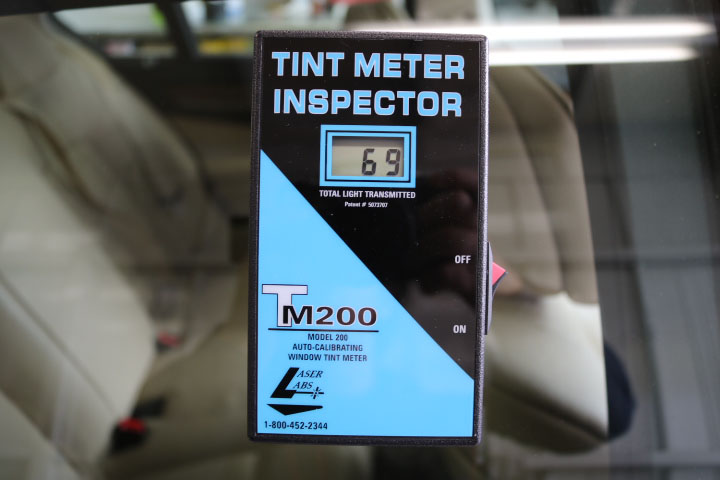 TINT METER
INSPECTOR
69
TOTAL LIGHT TRANSMITTED
Patent # 5073707
OFF
ON
TM200
MODEL 200
AUTO-CALIBRATING
WINDOW TINT METER
LASER
LABS
1-800-452-2344